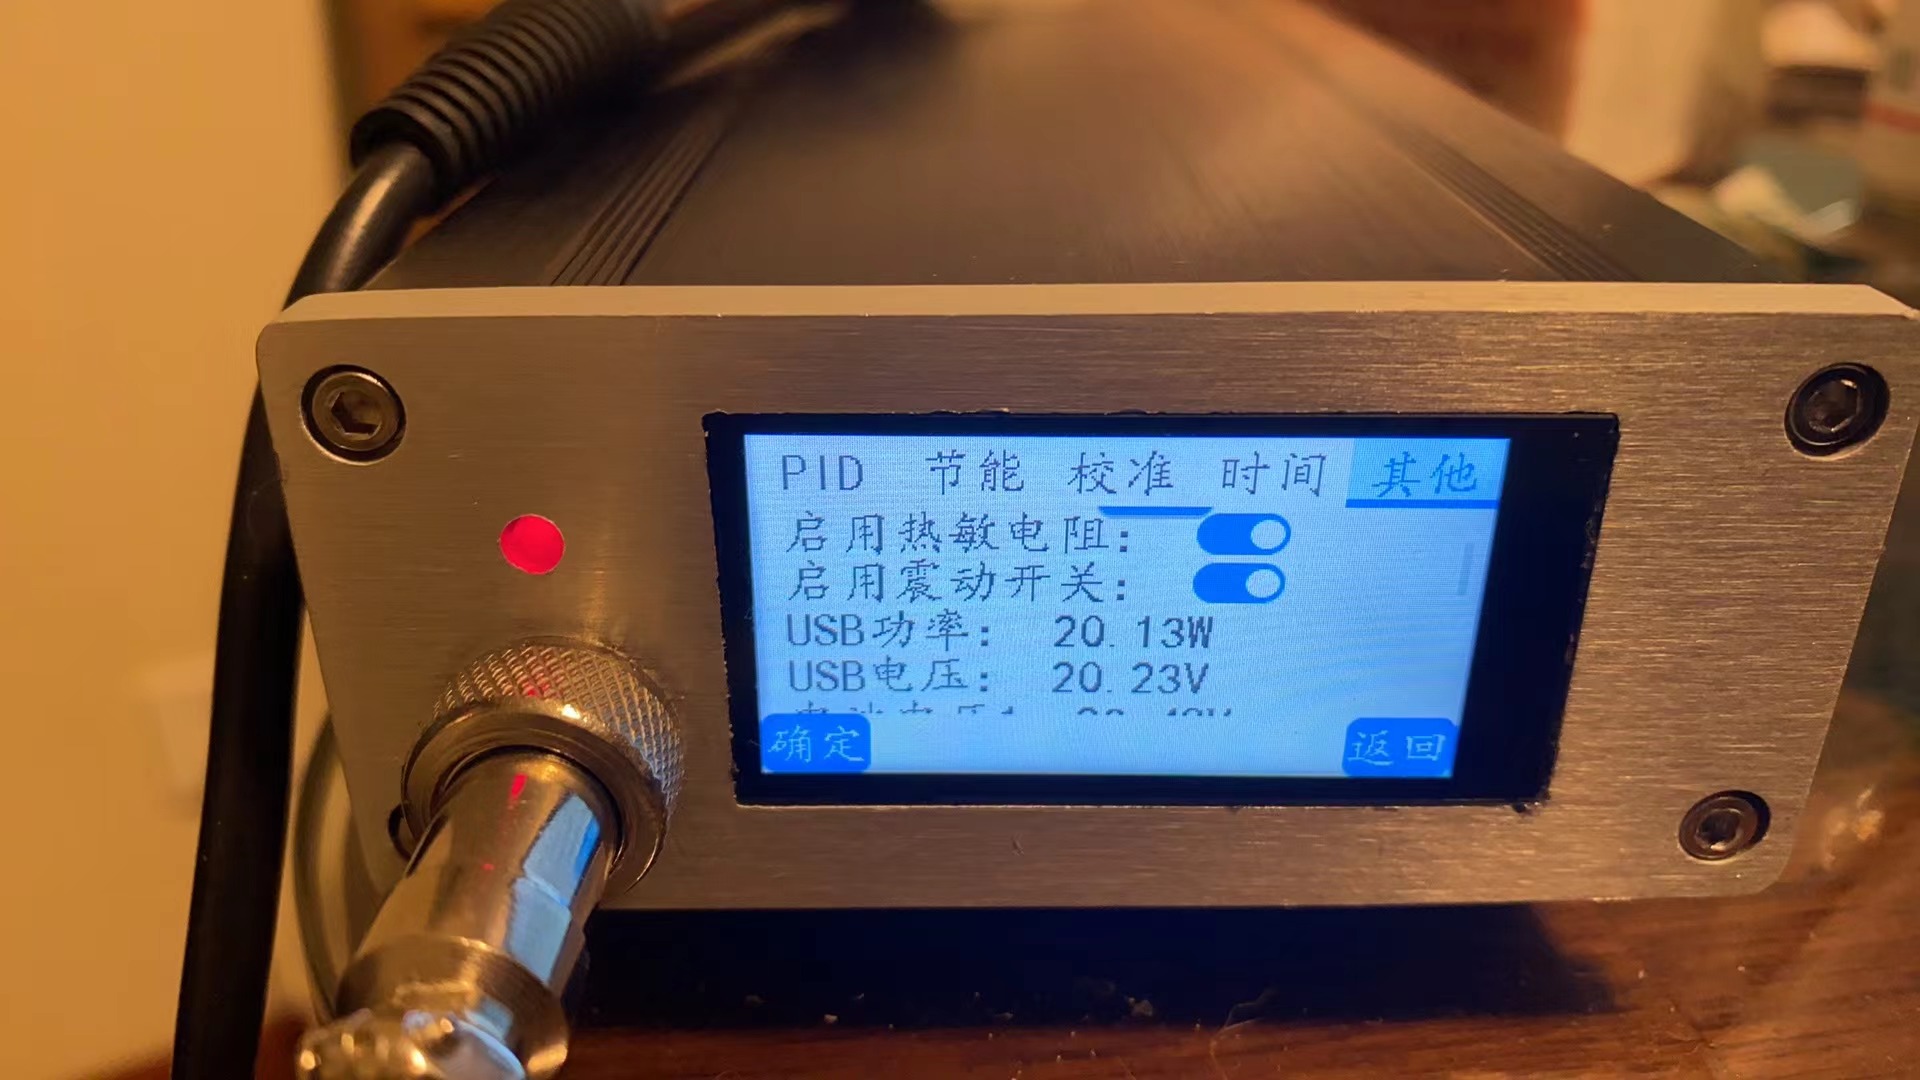 PID 节能 校准 时间 其他
启用热敏电阻:
启用震动开关:
USB功率: 20.13W
USB电压: 20.23V
确定 返回